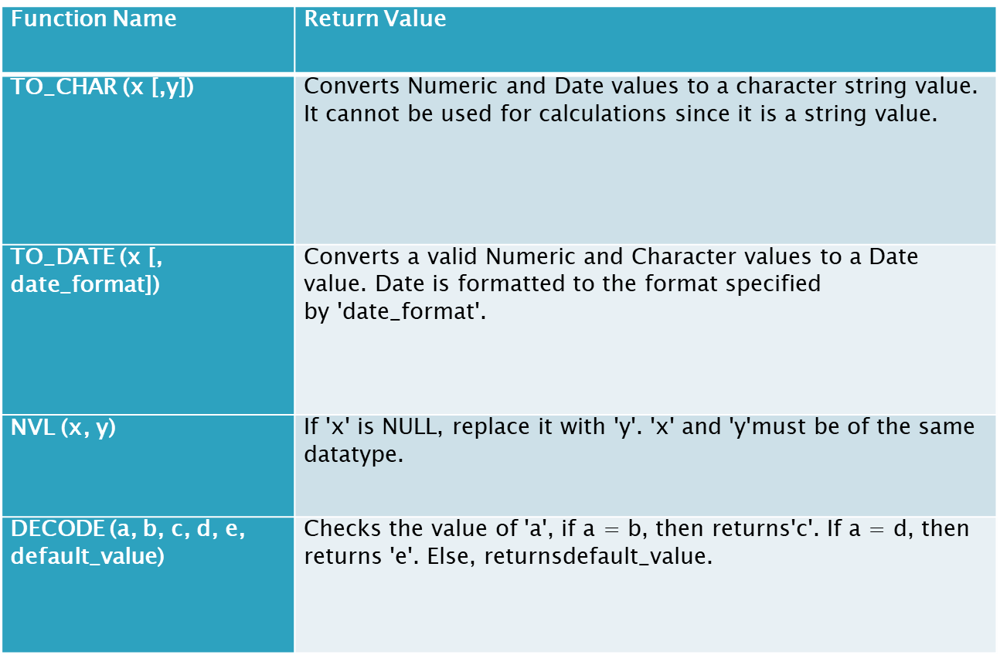 Function Name
Return Value
TO_CHAR (x [,y])
Converts Numeric and Date values to a character string value.
It cannot be used for calculations since it is a string value.
TO_DATE (x [,
date_format])
Converts a valid Numeric and Character values to a Date
value. Date is formatted to the format specified
by 'date_format'.
NVL (x, y)
If 'x' is NULL, replace it with 'y'. 'x' and 'y'must be of the same
datatype.
DECODE (a, b, c, d, e,
default_value)
Checks the value of 'a', if a = b, then returns'c'. If a = d, then
returns 'e'. Else, returnsdefault_value.